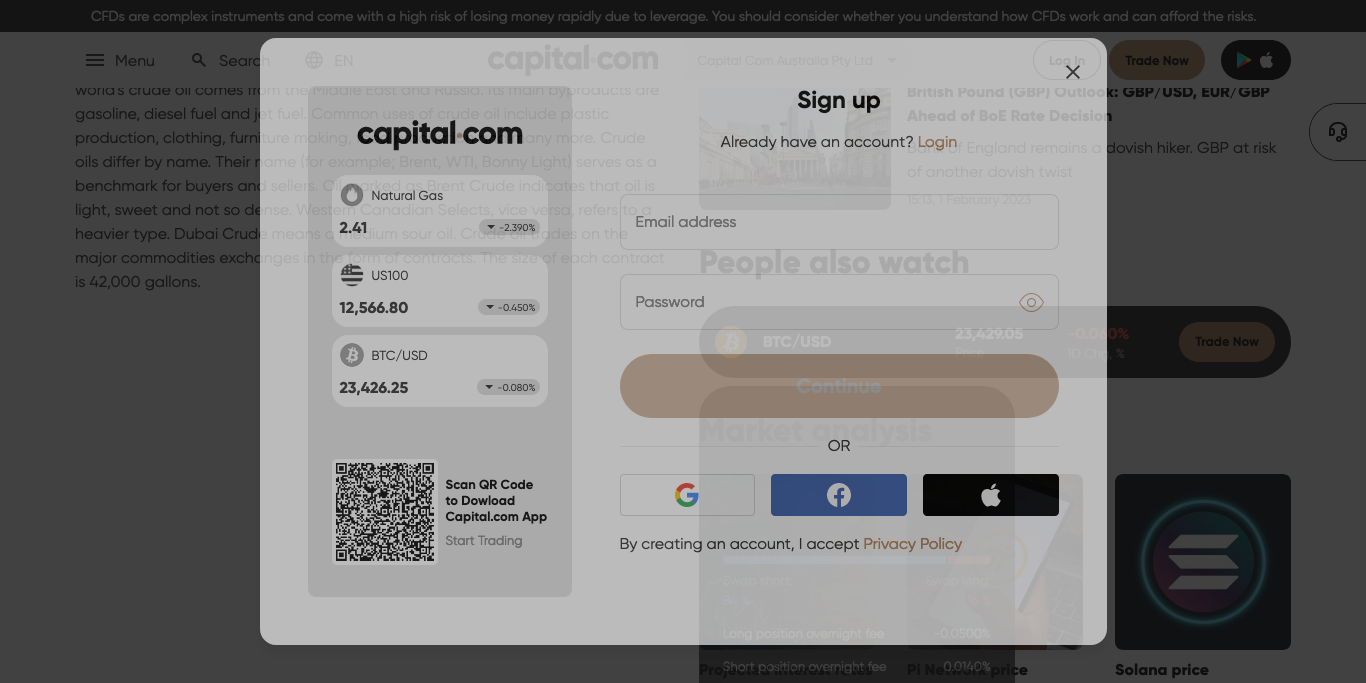 CFDs are complex instruments and come with a high risk of losing money rapidly due to leverage. You should consider whether you understand how CFDs work and can afford the risks.
Menu
Search
EN
capital.com
Capital Com Australia Pty Ltd
Log In
Trade Now
world's crude oil comes from the Middle East and Russia. Its main byproducts are
gasoline, diesel fuel and jet fuel. Common uses of crude oil include plastic
production, clothing, furniture making, many more. Crude
oils differ by name. Their name (for example; Brent, WTI, Bonny Light) serves as a
benchmark for buyers and sellers. Oil marked as Brent Crude indicates that oil is
light, sweet and not so dense. Western Canadian Selects, vice versa, refers to a
heavier type. Dubai Crude means a medium sour oil. Crude oil trades on the
major commodities exchanges in the form of contracts. The size of each contract
is 42,000 gallons.
capital.com
Natural Gas
2.41
-2.390%
US100
12,566.80
-0.450%
BTC/USD
23,426.25
-0.080%
Scan QR Code
to Dowload
Capital.com App
Start Trading
Sign up
Already have an account? Login
Email address
Password
Continue
OR
By creating an account, I accept Privacy Policy
British Pound (GBP) Outlook: GBP/USD, EUR/GBP
Ahead of BoE Rate Decision
Bank of England remains a dovish hiker. GBP at risk
of another dovish twist
15:13, 1 February 2023
People also watch
BTC/USD
23,429.05
Price
-0.060%
1D Chg, %
Trade Now
Market analysis
Long position overnight fee
-0.0500%
Short position overnight fee
0.0140%
Projected interest rates
Pi Network price
Solana price